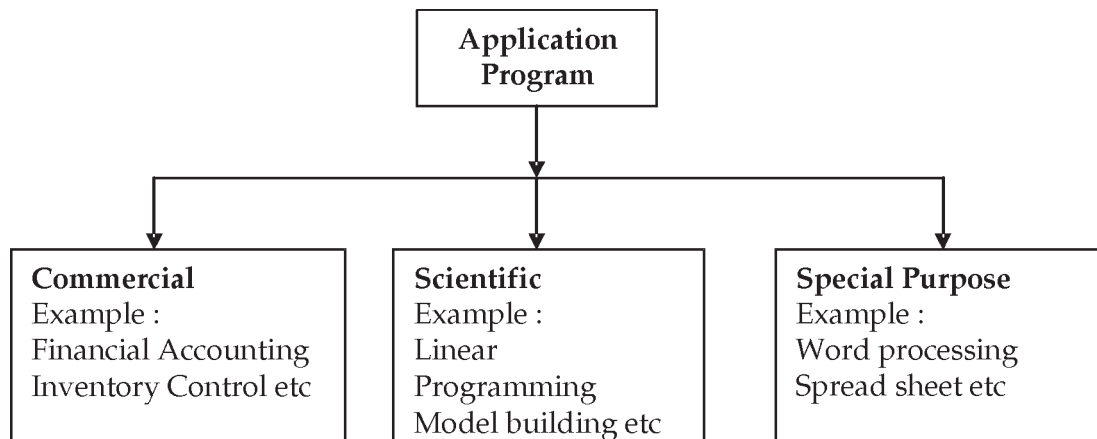 Application
Program
Commercial
Example :
Financial Accounting
Inventory Control etc
Scientific
Example :
Linear
Programming
Model building etc
Special Purpose
Example :
Word processing
Spread sheet etc